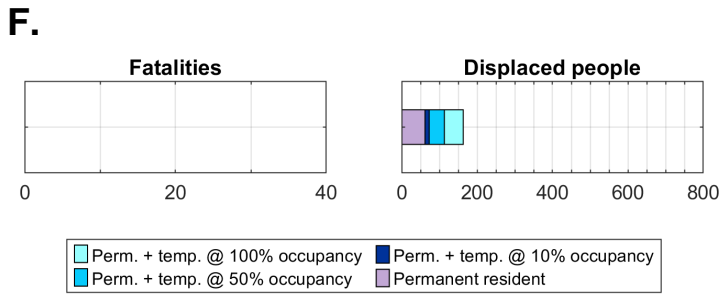 F.
Fatalities
Displaced people
0 20 40
0 200 400 600 800
Perm. + temp. @ 100% occupancy
Perm. + temp. @ 10% occupancy
Perm. + temp. @ 50% occupancy
Permanent resident